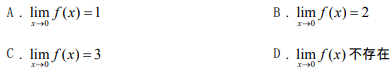 A．lim_{x→0} f(x)=1 B．lim_{x→0} f(x)=2
C．lim_{x→0} f(x)=3 D．lim_{x→0} f(x) 不存在